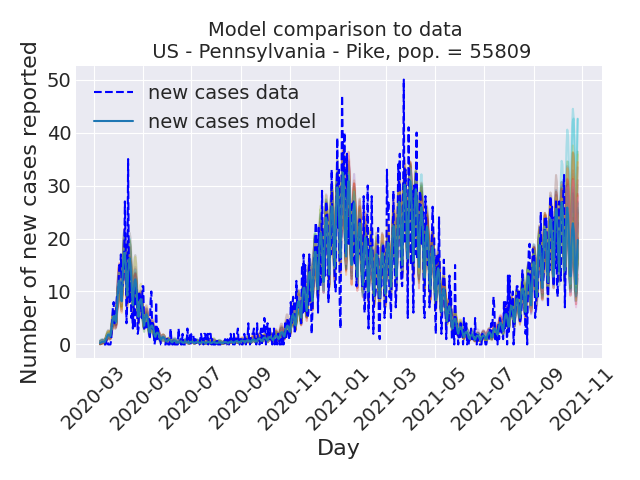 Model comparison to data
US - Pennsylvania - Pike, pop. = 55809
Number of new cases reported
50
40
30
20
10
0
new cases data
new cases model
2020-03
2020-05
2020-07
2020-09
2020-11
2021-01
2021-03
2021-05
2021-07
2021-09
2021-11
Day